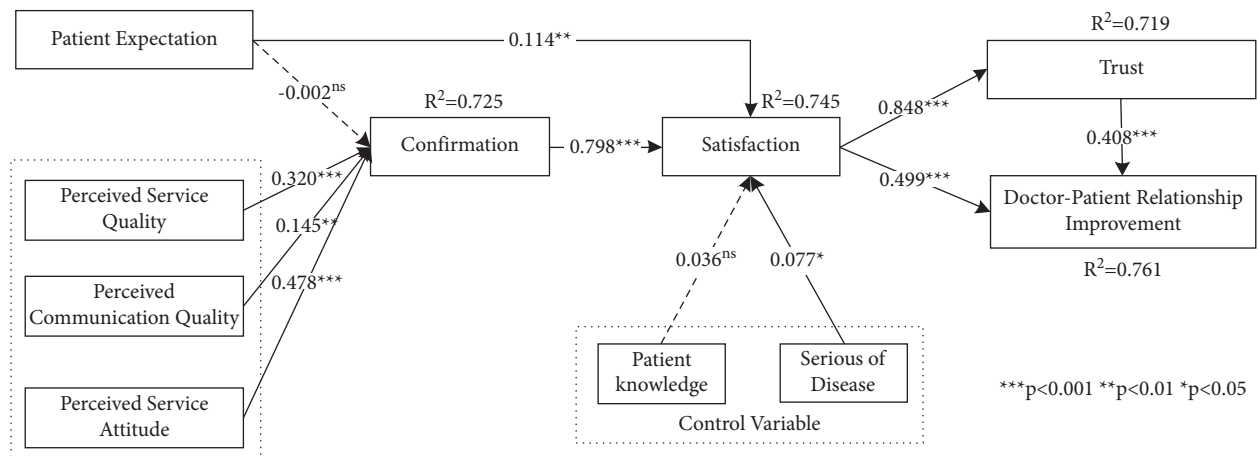 Patient Expectation
0.114**
R²=0.719
Trust
-0.002ns
R²=0.725
R²=0.745
0.848***
Confirmation
0.798***
Satisfaction
0.408***
0.320***
0.499***
Perceived Service
Quality
0.145**
Doctor-Patient Relationship
Improvement
0.478***
0.036ns
0.077*
R²=0.761
Perceived
Communication Quality
Patient
knowledge
Serious of
Disease
Control Variable
Perceived Service
Attitude
***p<0.001 **p<0.01 *p<0.05